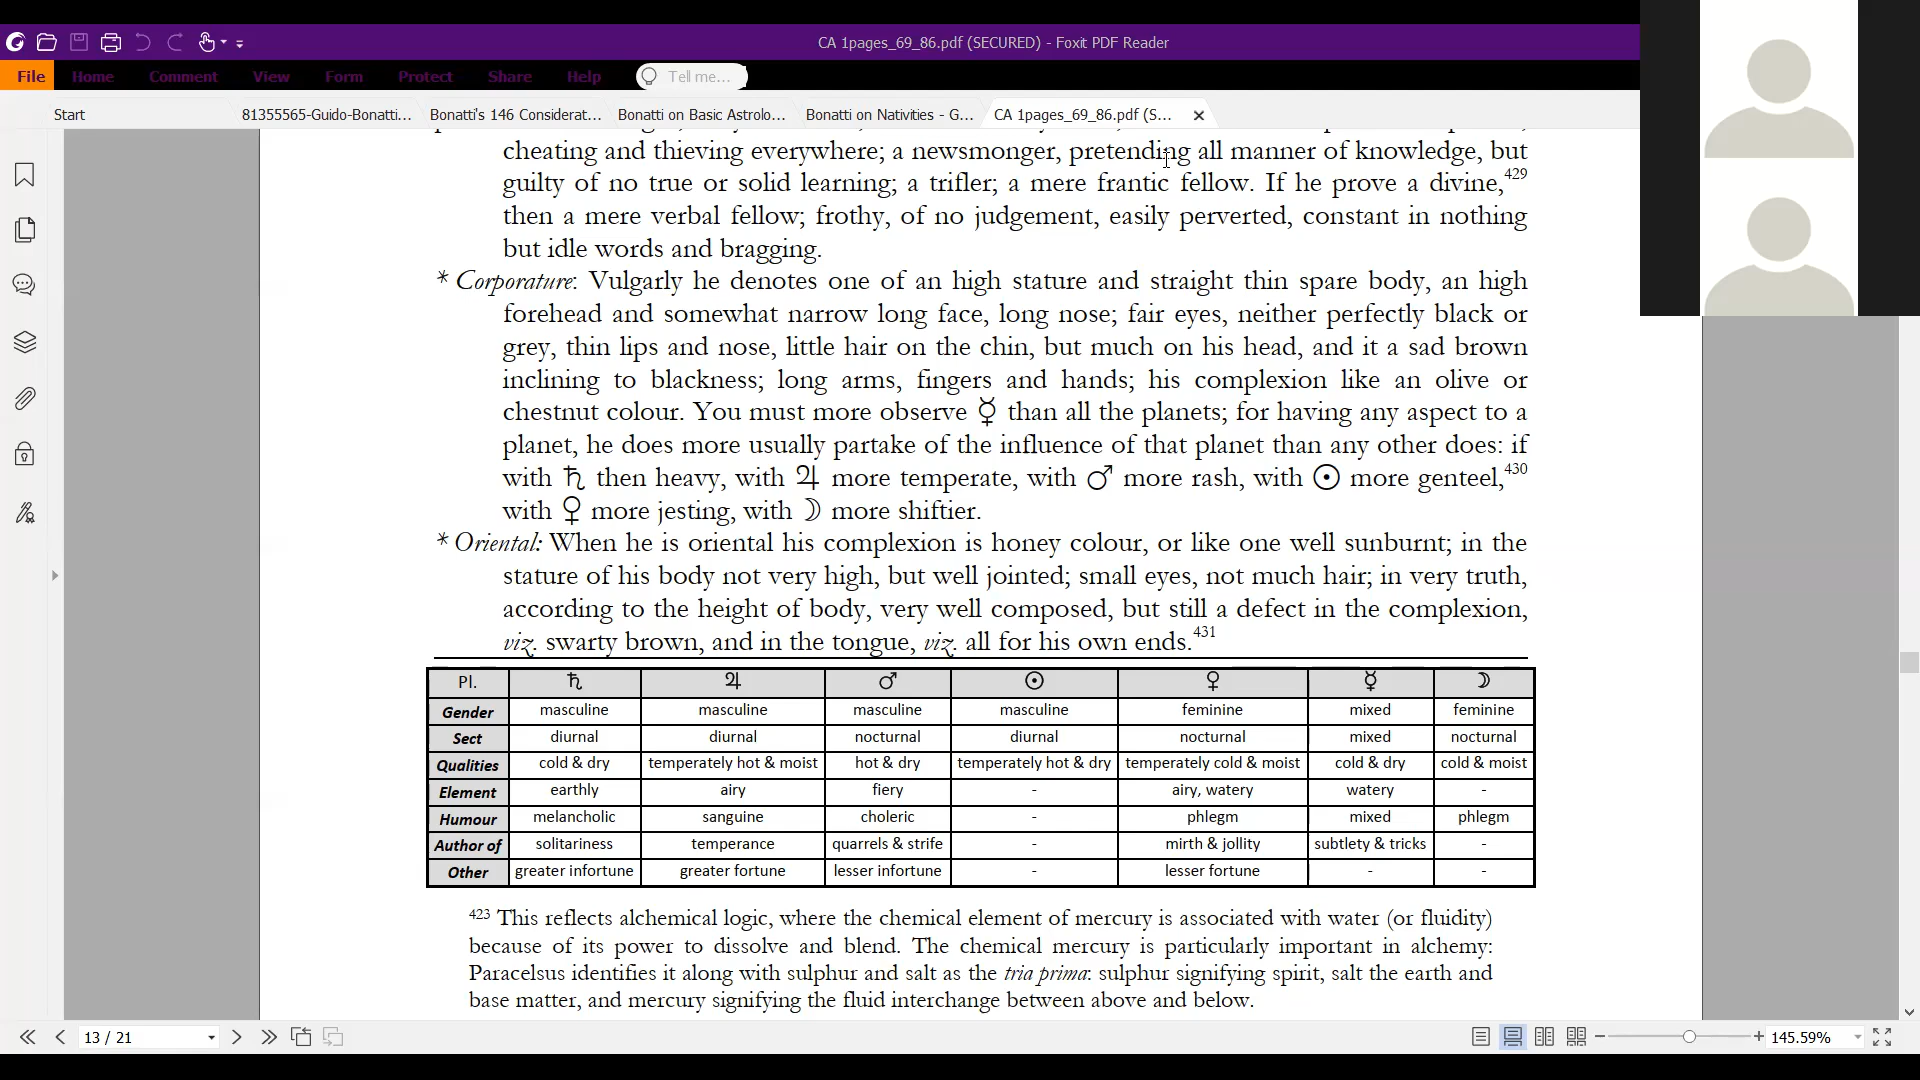 CA 1pages_69_86.pdf (SECURED) - Foxit PDF Reader
File Home Comment View Form Protect Share Help Tell me...
Start 81355565-Guido-Bonatti... Bonatti's 146 Considerat... Bonatti on Basic Astrolo... Bonatti on Nativities - G... CA 1pages_69_86.pdf (S...
cheating and thieving everywhere; a newsmonger, pretending all manner of knowledge, but
guilty of no true or solid learning; a trifler; a mere frantic fellow. If he prove a divine,429
then a mere verbal fellow; frothy, of no judgement, easily perverted, constant in nothing
but idle words and bragging.
* Corporature: Vulgarly he denotes one of an high stature and straight thin spare body, an high
forehead and somewhat narrow long face, long nose; fair eyes, neither perfectly black or
grey, thin lips and nose, little hair on the chin, but much on his head, and it a sad brown
inclining to blackness; long arms, fingers and hands; his complexion like an olive or
chestnut colour. You must more observe ☿ than all the planets; for having any aspect to a
planet, he does more usually partake of the influence of that planet than any other does: if
with ♄ then heavy, with ♃ more temperate, with ♂ more rash, with ☉ more genteel,430
with ♀ more jesting, with ☽ more shiftier.
* Oriental: When he is oriental his complexion is honey colour, or like one well sunburnt; in the
stature of his body not very high, but well jointed; small eyes, not much hair; in very truth,
according to the height of body, very well composed, but still a defect in the complexion,
viz. swarty brown, and in the tongue, viz. all for his own ends.431
Pl. ♄ ♃ ♂ ☉ ♀ ☿ ☽
Gender masculine masculine masculine masculine feminine mixed feminine
Sect diurnal diurnal nocturnal diurnal nocturnal mixed nocturnal
Qualities cold & dry temperately hot & moist hot & dry temperately hot & dry temperately cold & moist cold & dry cold & moist
Element earthly airy fiery - airy, watery watery -
Humour melancholic sanguine choleric - phlegm mixed phlegm
Author of solitariness temperance quarrels & strife - mirth & jollity subtlety & tricks -
Other greater infortune greater fortune lesser infortune - lesser fortune - -
423 This reflects alchemical logic, where the chemical element of mercury is associated with water (or fluidity)
because of its power to dissolve and blend. The chemical mercury is particularly important in alchemy:
Paracelsus identifies it along with sulphur and salt as the tria prima: sulphur signifying spirit, salt the earth and
base matter, and mercury signifying the fluid interchange between above and below.
13 / 21 145.59%